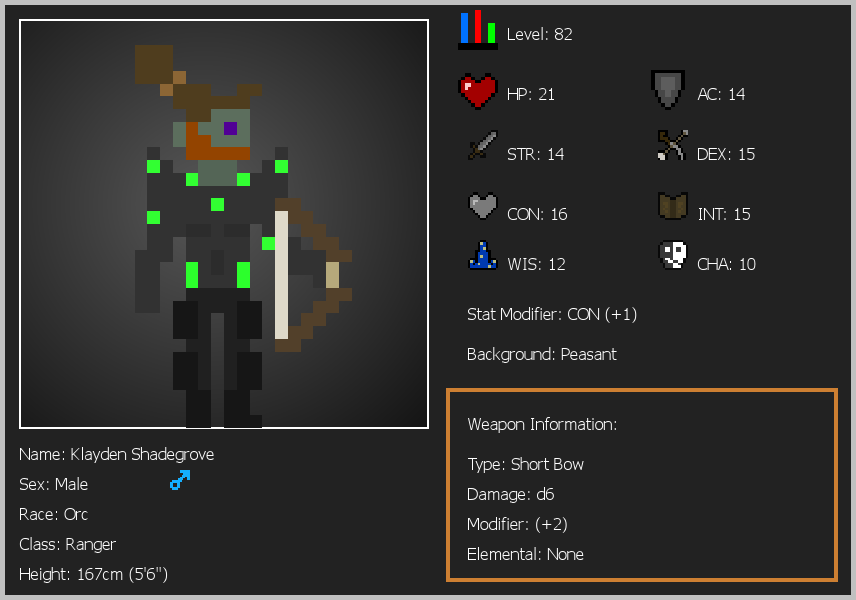 Level: 82
HP: 21
AC: 14
STR: 14
DEX: 15
CON: 16
INT: 15
WIS: 12
CHA: 10
Stat Modifier: CON (+1)
Background: Peasant
Weapon Information:
Type: Short Bow
Damage: d6
Modifier: (+2)
Elemental: None
Name: Klayden Shadegrove
Sex: Male
Race: Orc
Class: Ranger
Height: 167cm (5'6")